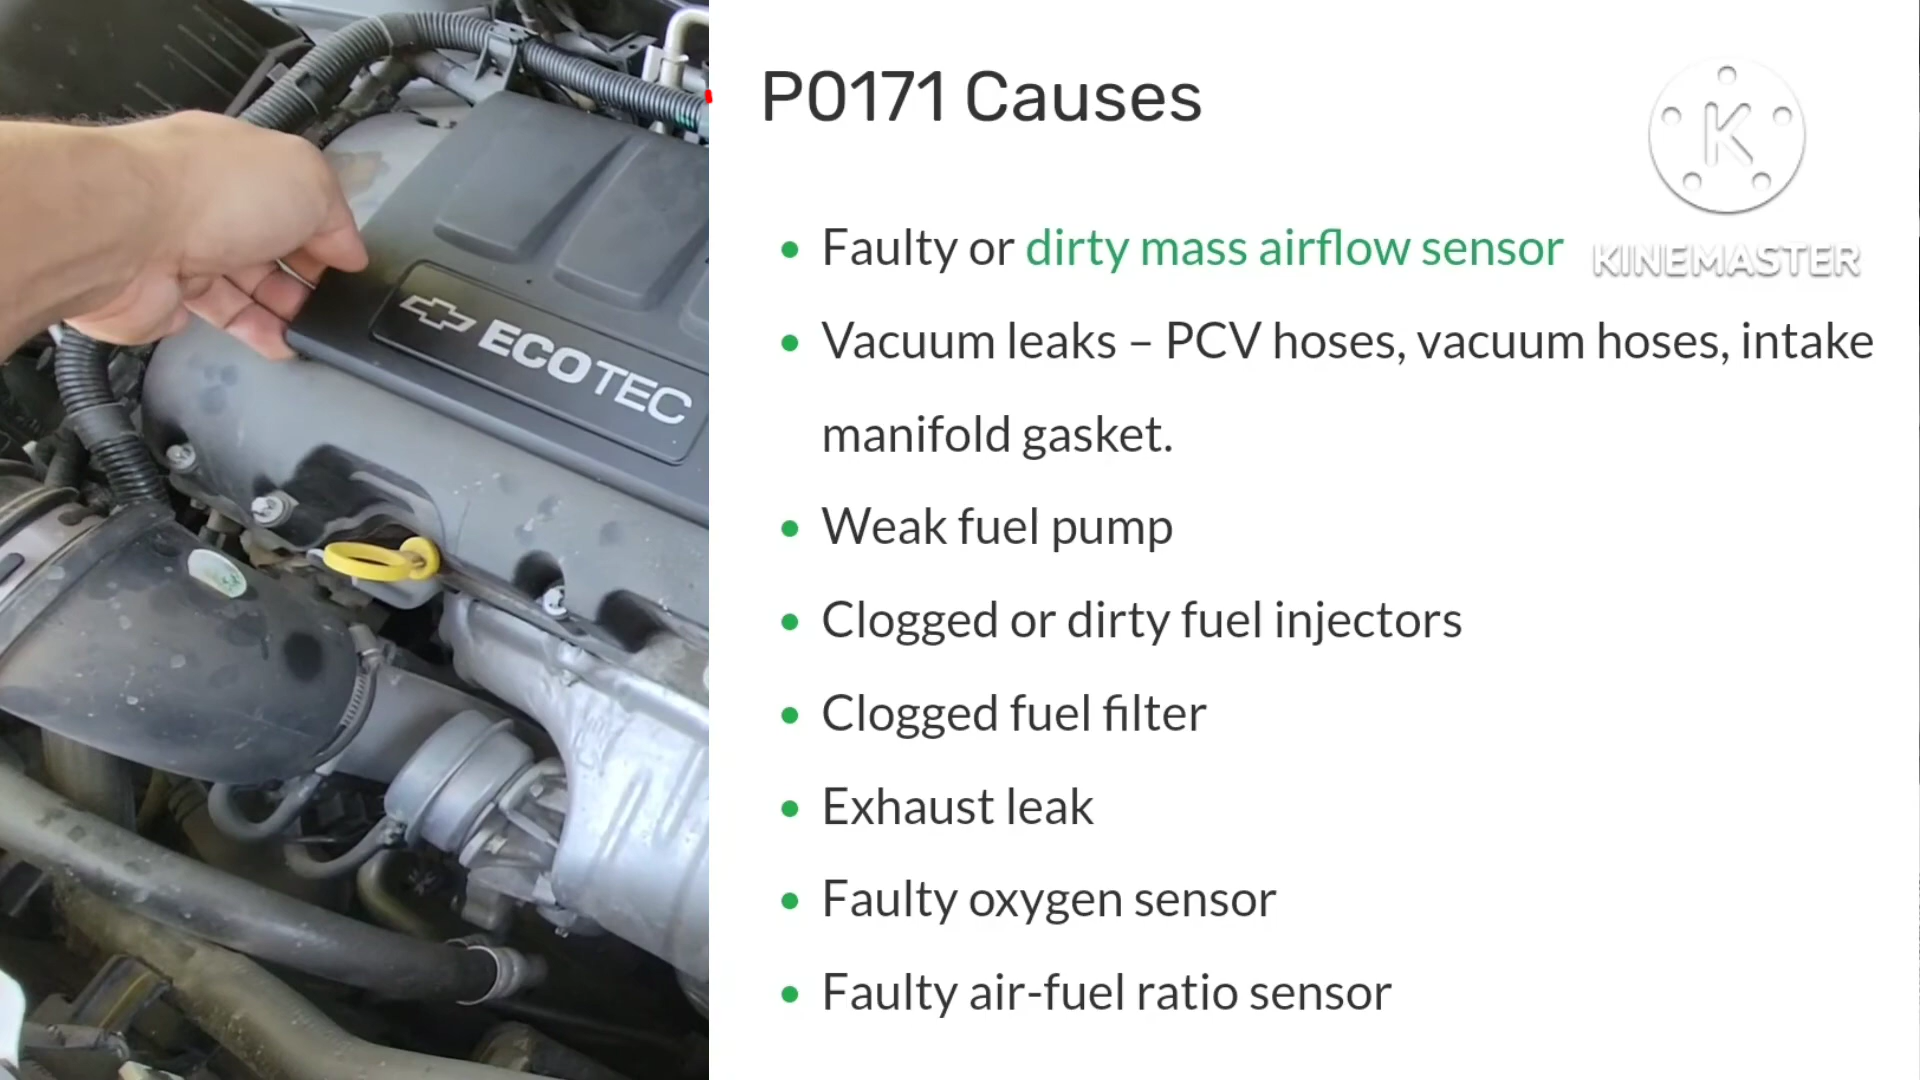 ECOTEC
P0171 Causes
K
KINEMASTER
Faulty or dirty mass airflow sensor
Vacuum leaks – PCV hoses, vacuum hoses, intake
manifold gasket.
Weak fuel pump
Clogged or dirty fuel injectors
Clogged fuel filter
Exhaust leak
Faulty oxygen sensor
Faulty air-fuel ratio sensor